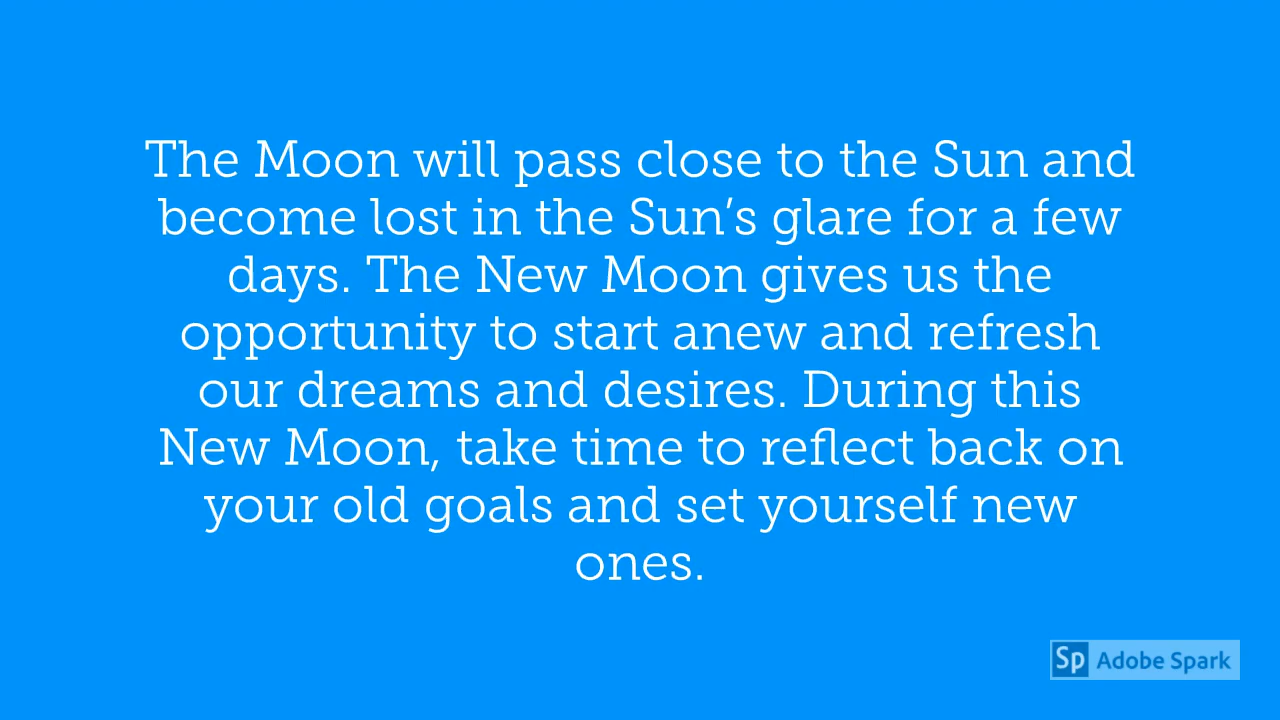 The Moon will pass close to the Sun and
become lost in the Sun’s glare for a few
days. The New Moon gives us the
opportunity to start anew and refresh
our dreams and desires. During this
New Moon, take time to reflect back on
your old goals and set yourself new
ones.
Sp Adobe Spark